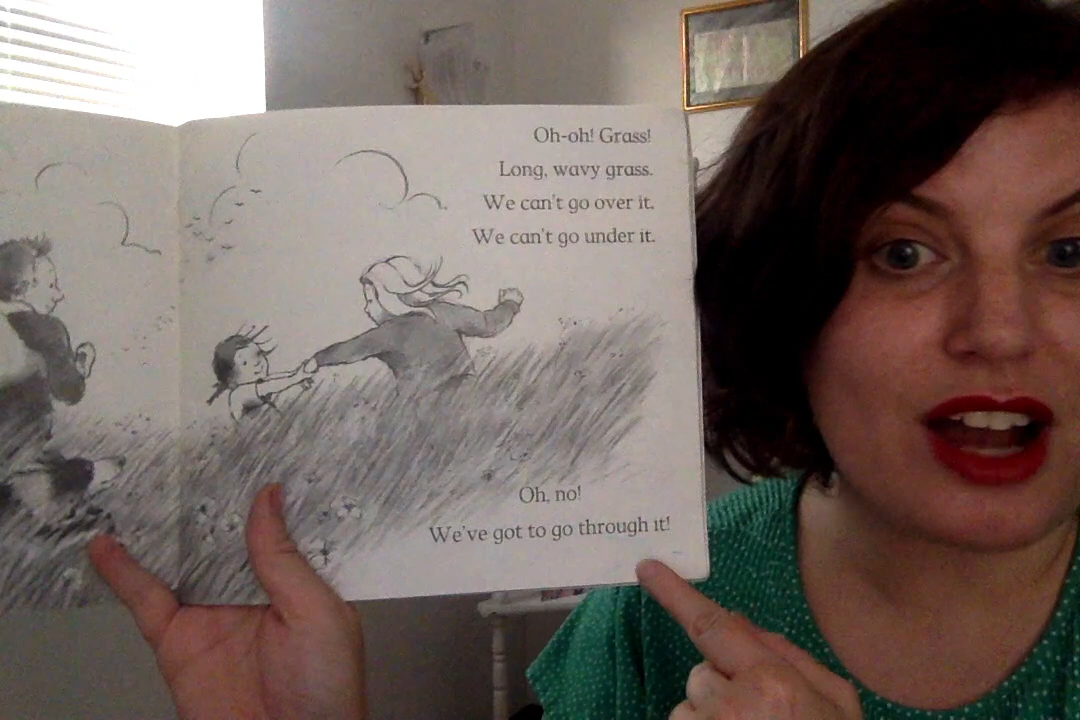 Oh-oh! Grass!
Long, wavy grass.
We can't go over it.
We can't go under it.
Oh, no!
We've got to go through it!